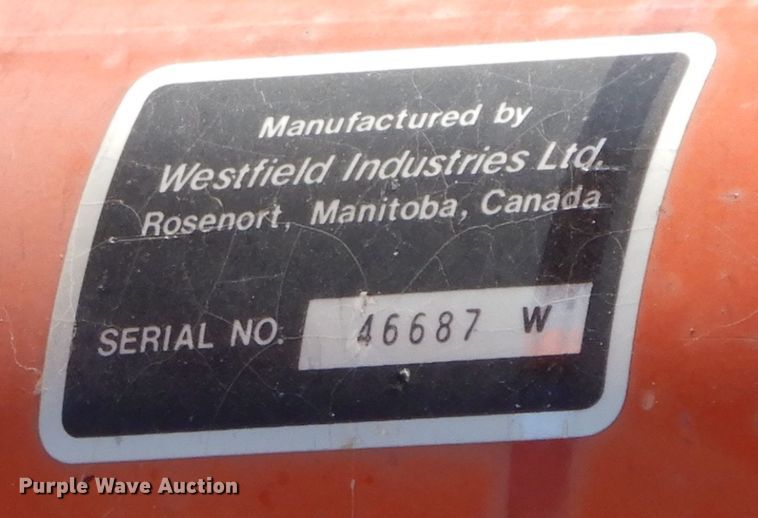 Manufactured by
Westfield Industries Ltd.
Rosenort, Manitoba, Canada
SERIAL NO. 46687 W
Purple Wave Auction